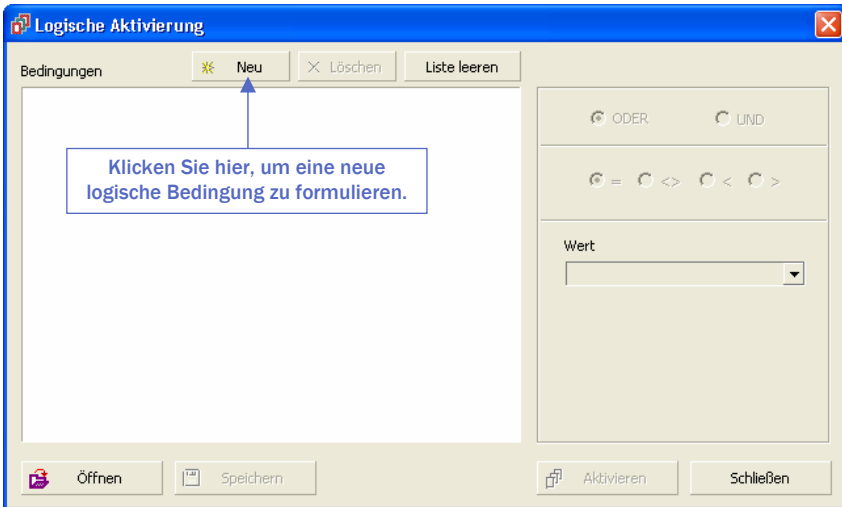 Logische Aktivierung
Bedingungen
Neu
Löschen
Liste leeren
Klicken Sie hier, um eine neue
logische Bedingung zu formulieren.
ODER UND
= <> < >
Wert
Öffnen
Speichern
Aktivieren
Schließen